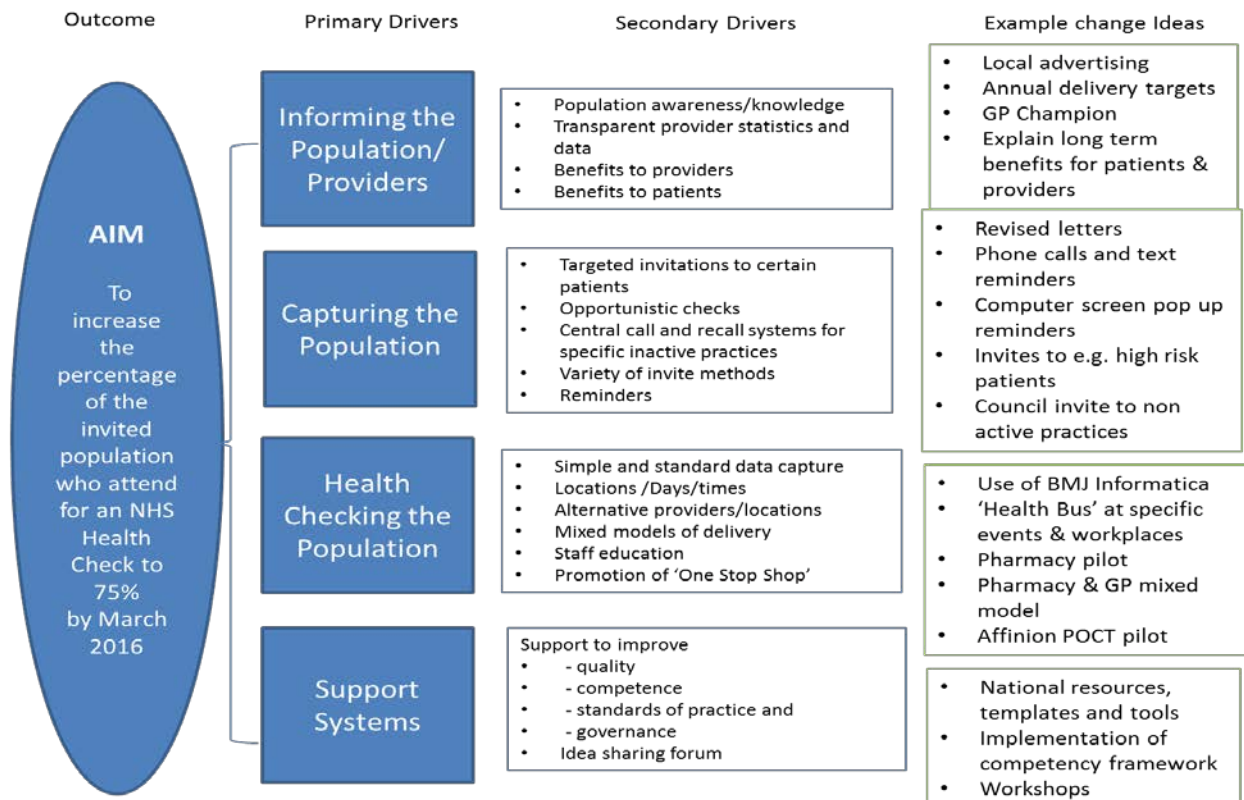 Outcome
Primary Drivers
Secondary Drivers
Example change Ideas
AIM
To
increase
the
percentage
of the
invited
population
who attend
for an NHS
Health
Check to
75%
by March
2016
Informing the
Population/
Providers
• Population awareness/knowledge
• Transparent provider statistics and
data
• Benefits to providers
• Benefits to patients
• Local advertising
• Annual delivery targets
• GP Champion
• Explain long term
benefits for patients &
providers
Capturing the
Population
• Targeted invitations to certain
patients
• Opportunistic checks
• Central call and recall systems for
specific inactive practices
• Variety of invite methods
• Reminders
• Revised letters
• Phone calls and text
reminders
• Computer screen pop up
reminders
• Invites to e.g. high risk
patients
• Council invite to non
active practices
Health
Checking the
Population
• Simple and standard data capture
• Locations /Days/times
• Alternative providers/locations
• Mixed models of delivery
• Staff education
• Promotion of ‘One Stop Shop’
• Use of BMJ Informatica
• ‘Health Bus’ at specific
events & workplaces
• Pharmacy pilot
• Pharmacy & GP mixed
model
• Affinion POCT pilot
Support
Systems
Support to improve
• - quality
• - competence
• - standards of practice and
• - governance
• Idea sharing forum
• National resources,
templates and tools
• Implementation of
competency framework
• Workshops